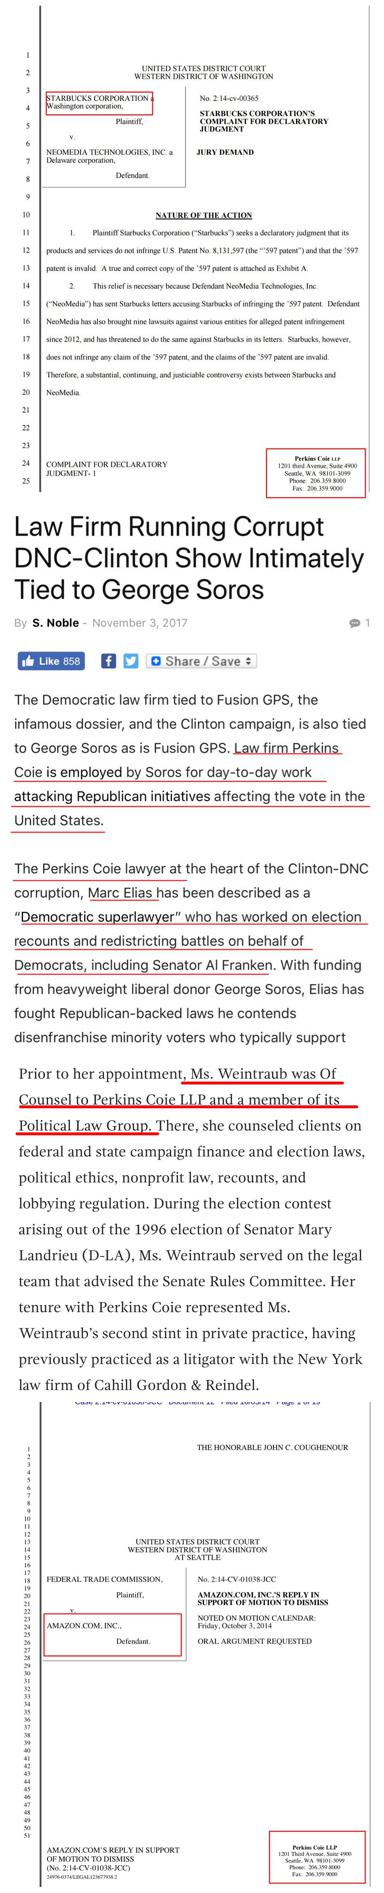 1
2
3
4
5
6
7
8
9
10
11
12
13
14
15
16
17
18
19
20
21
22
23
24
25
UNITED STATES DISTRICT COURT
WESTERN DISTRICT OF WASHINGTON
STARBUCKS CORPORATION a
Washington corporation,
Plaintiff,
v.
NEOMEDIA TECHNOLOGIES, INC. a
Delaware corporation,
Defendant.
No. 2:14-cv-00365
STARBUCKS CORPORATION'S
COMPLAINT FOR DECLARATORY
JUDGMENT
JURY DEMAND
NATURE OF THE ACTION
1. Plaintiff Starbucks Corporation ("Starbucks") seeks a declaratory judgment that its
products and services do not infringe U.S. Patent No. 8,131,597 (the "'597 patent") and that the '597
patent is invalid. A true and correct copy of the '597 patent is attached as Exhibit A.
2. This relief is necessary because Defendant NeoMedia Technologies, Inc.
("NeoMedia") has sent Starbucks letters accusing Starbucks of infringing the '597 patent. Defendant
NeoMedia has also brought nine lawsuits against various entities for alleged patent infringement
since 2012, and has threatened to do the same against Starbucks in its letters. Starbucks, however,
does not infringe any claim of the '597 patent, and the claims of the '597 patent are invalid.
Therefore, a substantial, continuing, and justiciable controversy exists between Starbucks and
NeoMedia.
COMPLAINT FOR DECLARATORY
JUDGMENT- 1
Perkins Coie LLP
1201 third Avenue, Suite 4900
Seattle, WA 98101-3099
Phone: 206.359.8000
Fax: 206.359.9000
Law Firm Running Corrupt
DNC-Clinton Show Intimately
Tied to George Soros
By S. Noble - November 3, 2017 1
Like 858 Share / Save
The Democratic law firm tied to Fusion GPS, the
infamous dossier, and the Clinton campaign, is also tied
to George Soros as is Fusion GPS. Law firm Perkins
Coie is employed by Soros for day-to-day work
attacking Republican initiatives affecting the vote in the
United States.
The Perkins Coie lawyer at the heart of the Clinton-DNC
corruption, Marc Elias has been described as a
"Democratic superlawyer" who has worked on election
recounts and redistricting battles on behalf of
Democrats, including Senator Al Franken. With funding
from heavyweight liberal donor George Soros, Elias has
fought Republican-backed laws he contends
disenfranchise minority voters who typically support
Prior to her appointment, Ms. Weintraub was Of
Counsel to Perkins Coie LLP and a member of its
Political Law Group. There, she counseled clients on
federal and state campaign finance and election laws,
political ethics, nonprofit law, recounts, and
lobbying regulation. During the election contest
arising out of the 1996 election of Senator Mary
Landrieu (D-LA), Ms. Weintraub served on the legal
team that advised the Senate Rules Committee. Her
tenure with Perkins Coie represented Ms.
Weintraub's second stint in private practice, having
previously practiced as a litigator with the New York
law firm of Cahill Gordon & Reindel.
1
2
3
4
5
6
7
8
9
10
11
12
13
14
15
16
17
18
19
20
21
22
23
24
25
26
27
28
29
30
31
32
33
34
35
36
37
38
39
40
41
42
43
44
45
46
47
48
49
50
51
THE HONORABLE JOHN C. COUGHENOUR
UNITED STATES DISTRICT COURT
WESTERN DISTRICT OF WASHINGTON
AT SEATTLE
FEDERAL TRADE COMMISSION,
Plaintiff,
v.
AMAZON.COM, INC.,
Defendant.
No. 2:14-CV-01038-JCC
AMAZON.COM, INC.'S REPLY IN
SUPPORT OF MOTION TO DISMISS
NOTED ON MOTION CALENDAR:
Friday, October 3, 2014
ORAL ARGUMENT REQUESTED
AMAZON.COM'S REPLY IN SUPPORT
OF MOTION TO DISMISS
(No. 2:14-CV-01038-JCC)
Perkins Coie LLP
1201 Third Avenue, Suite 4900
Seattle, WA 98101-3099
Phone: 206.359.8000
Fax: 206.359.9000